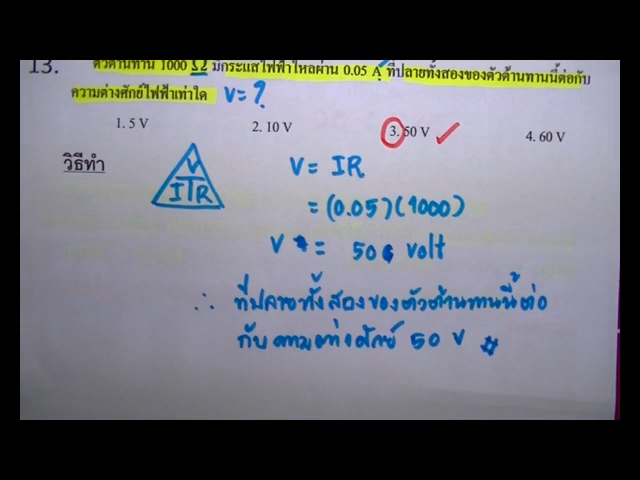 13. ตัวต้านทาน 1000 Ω มีกระแสไฟฟ้าไหลผ่าน 0.05 A ที่ปลายทั้งสองของตัวต้านทานนี้ต่อกับ
ความต่างศักย์ไฟฟ้าเท่าใด V = ?
1. 5 V 2. 10 V 3. 50 V 4. 60 V
วิธีทำ
V
I R
V = IR
= (0.05)(1000)
V = 50 volt
∴ ที่ปลายทั้งสองของตัวต้านทานนี้ต่อ
กับความต่างศักย์ 50 V #